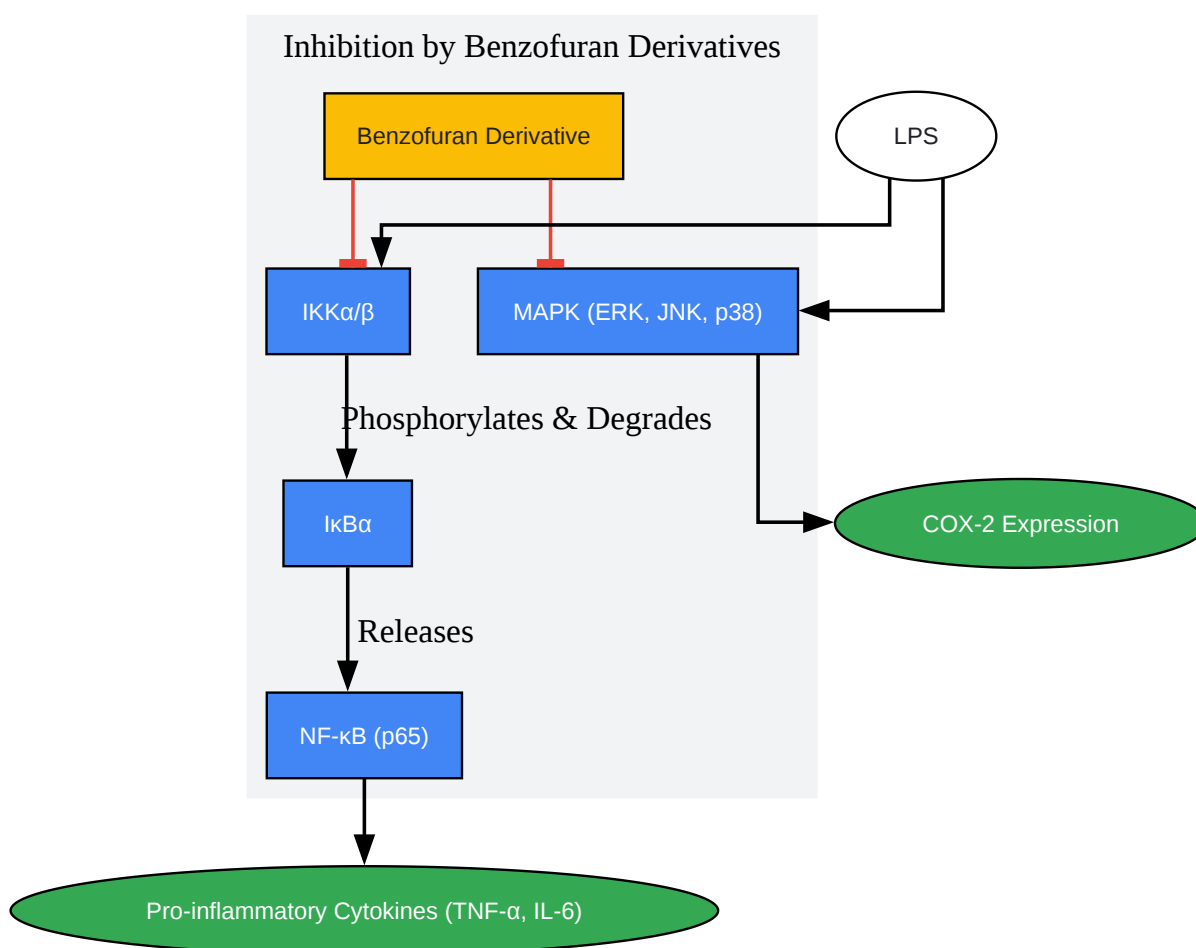 Inhibition by Benzofuran Derivatives
Benzofuran Derivative
LPS
IKKα/β
MAPK (ERK, JNK, p38)
Phosphorylates & Degrades
IκBα
COX-2 Expression
Releases
NF-κB (p65)
Pro-inflammatory Cytokines (TNF-α, IL-6)